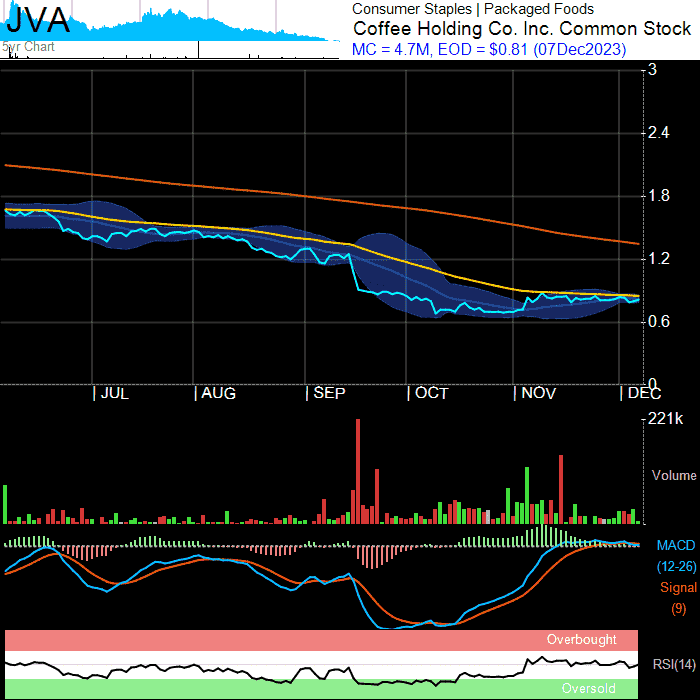 JVA
5yr Chart
Consumer Staples | Packaged Foods
Coffee Holding Co. Inc. Common Stock
MC = 4.7M, EOD = $0.81 (07Dec2023)
3
2.4
1.8
1.2
0.6
0
JUL AUG SEP OCT NOV DEC
221k
Volume
MACD
(12-26)
Signal
(9)
Overbought
RSI(14)
Oversold